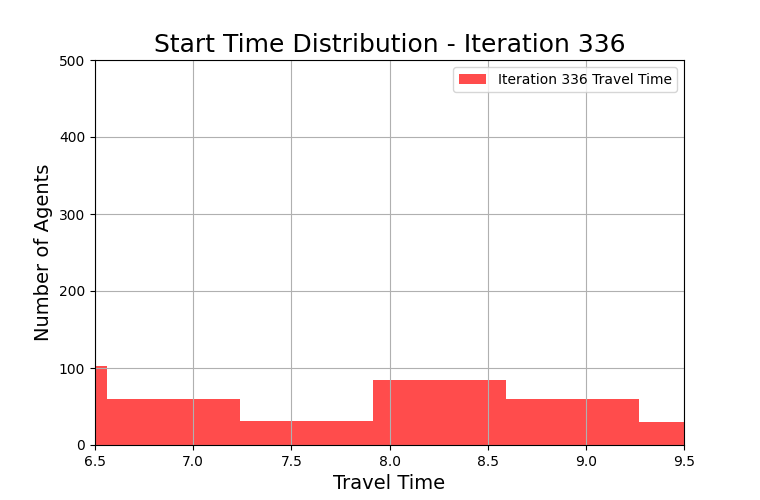 Start Time Distribution - Iteration 336
Iteration 336 Travel Time
Number of Agents
500
400
300
200
100
0
6.5 7.0 7.5 8.0 8.5 9.0 9.5
Travel Time